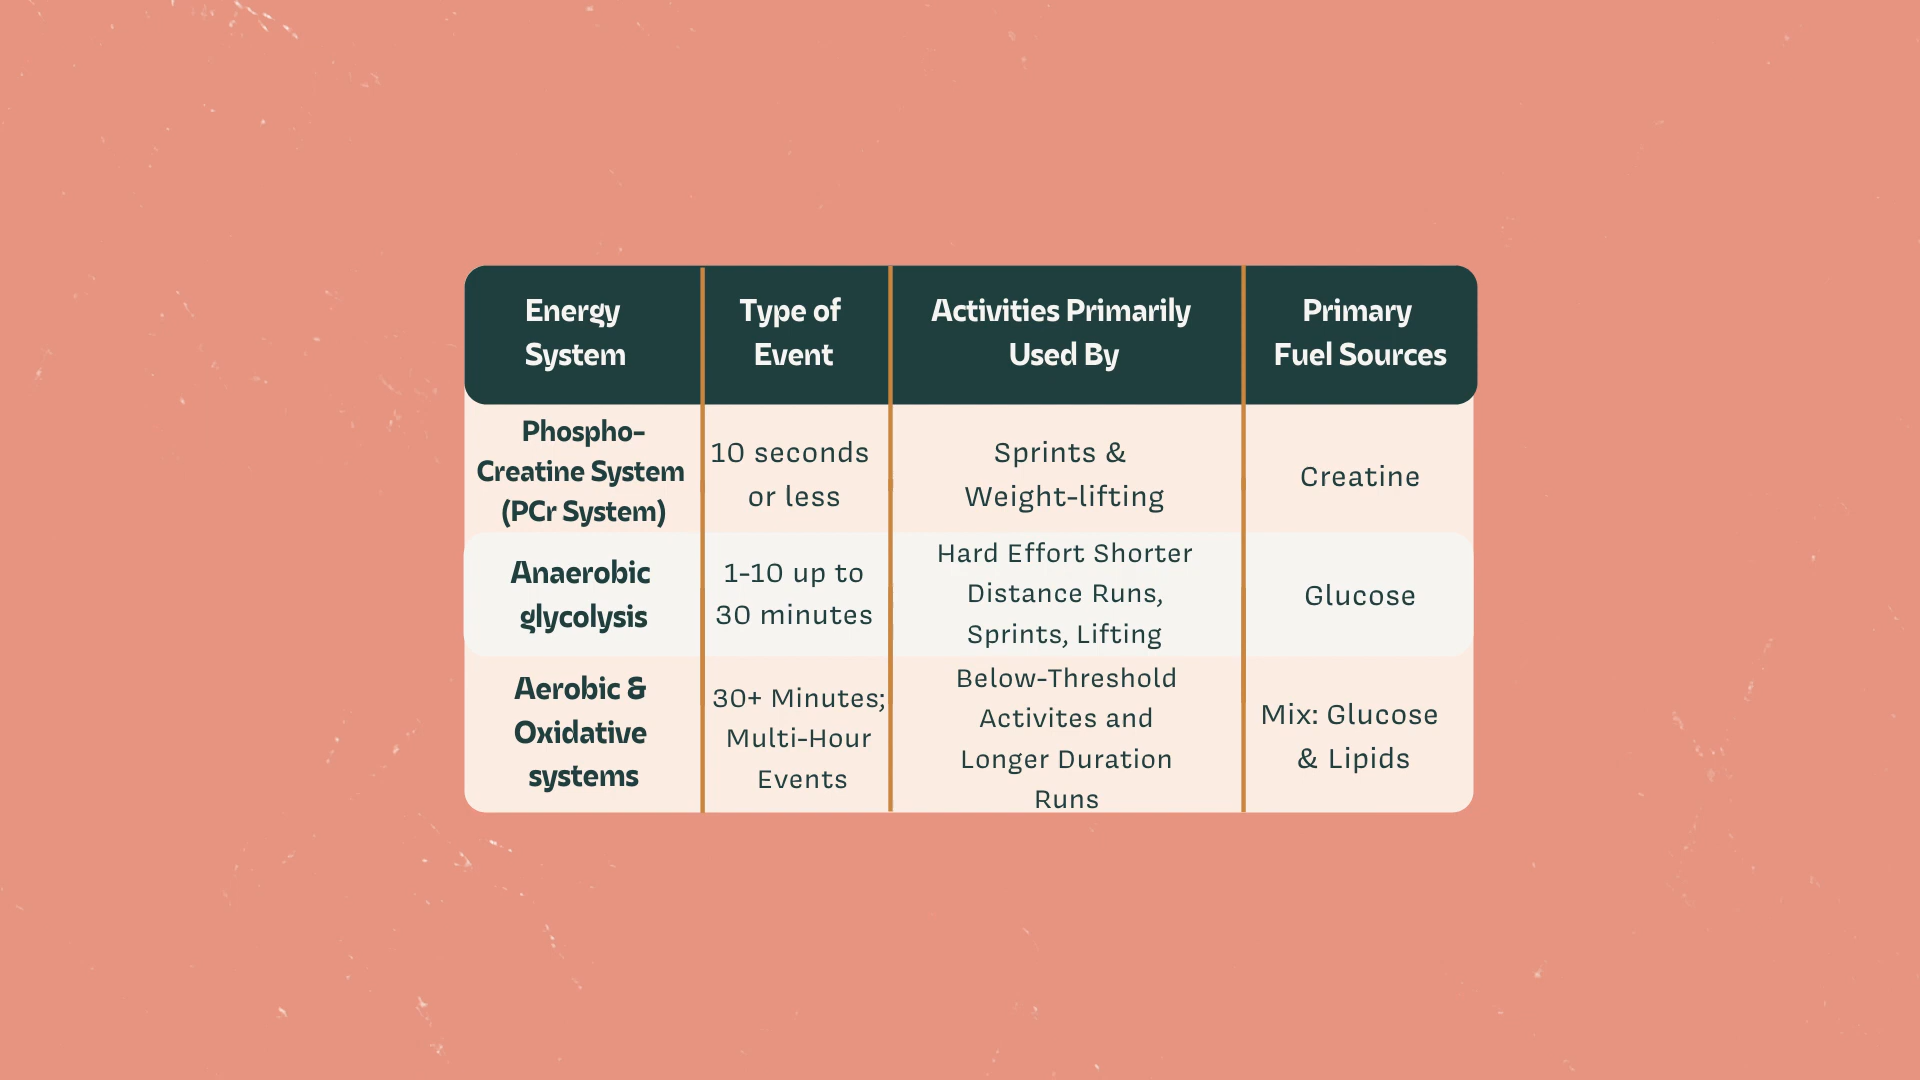 Energy
System
Type of
Event
Activities Primarily
Used By
Primary
Fuel Sources
Phospho-
Creatine System
(PCr System)
10 seconds
or less
Sprints &
Weight-lifting
Creatine
Anaerobic
glycolysis
1-10 up to
30 minutes
Hard Effort Shorter
Distance Runs,
Sprints, Lifting
Glucose
Aerobic &
Oxidative
systems
30+ Minutes;
Multi-Hour
Events
Below-Threshold
Activites and
Longer Duration
Runs
Mix: Glucose
& Lipids